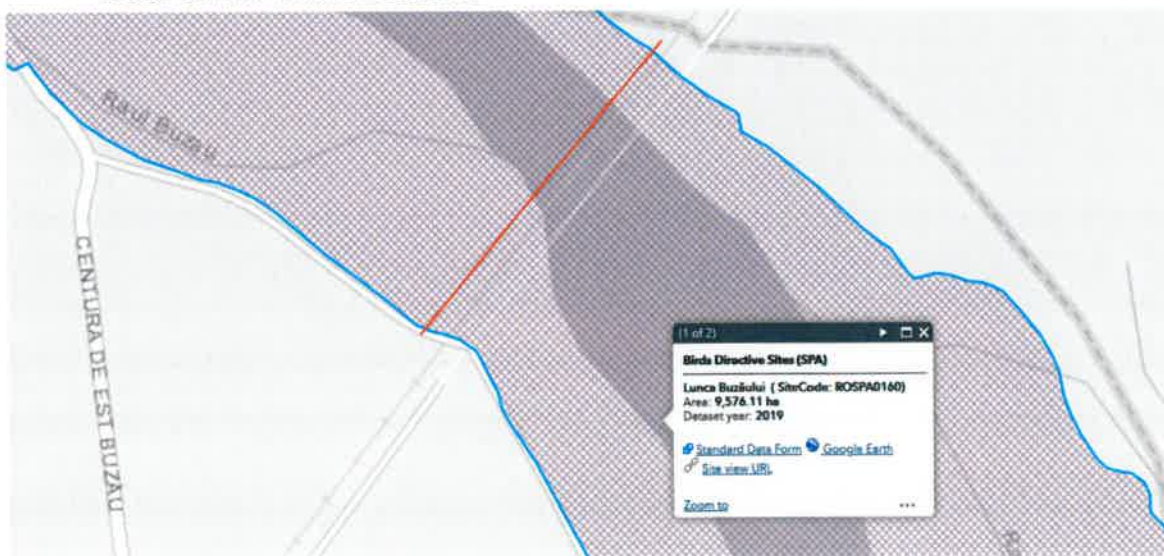 Raul Buzau
CENTURA DE EST BUZAU
(1 of 2)
Birds Directive Sites (SPA)
Lunca Buzăului ( SiteCode: ROSPA0160)
Area: 9,576.11 ha
Dataset year: 2019
Standard Data Form Google Earth
Site view URL
Zoom to
...
R